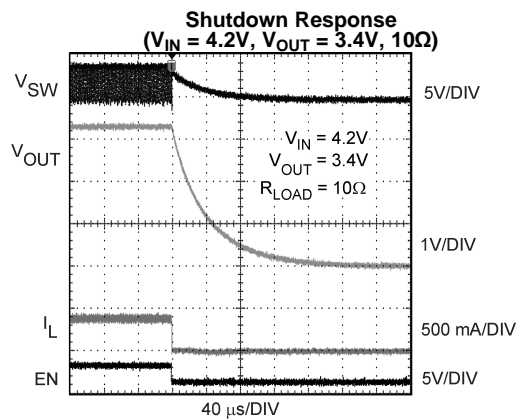 Shutdown Response
(VIN = 4.2V, VOUT = 3.4V, 10Ω)
VSW
5V/DIV
VOUT
VIN = 4.2V
VOUT = 3.4V
RLOAD = 10Ω
1V/DIV
IL
500 mA/DIV
EN
5V/DIV
40 μs/DIV